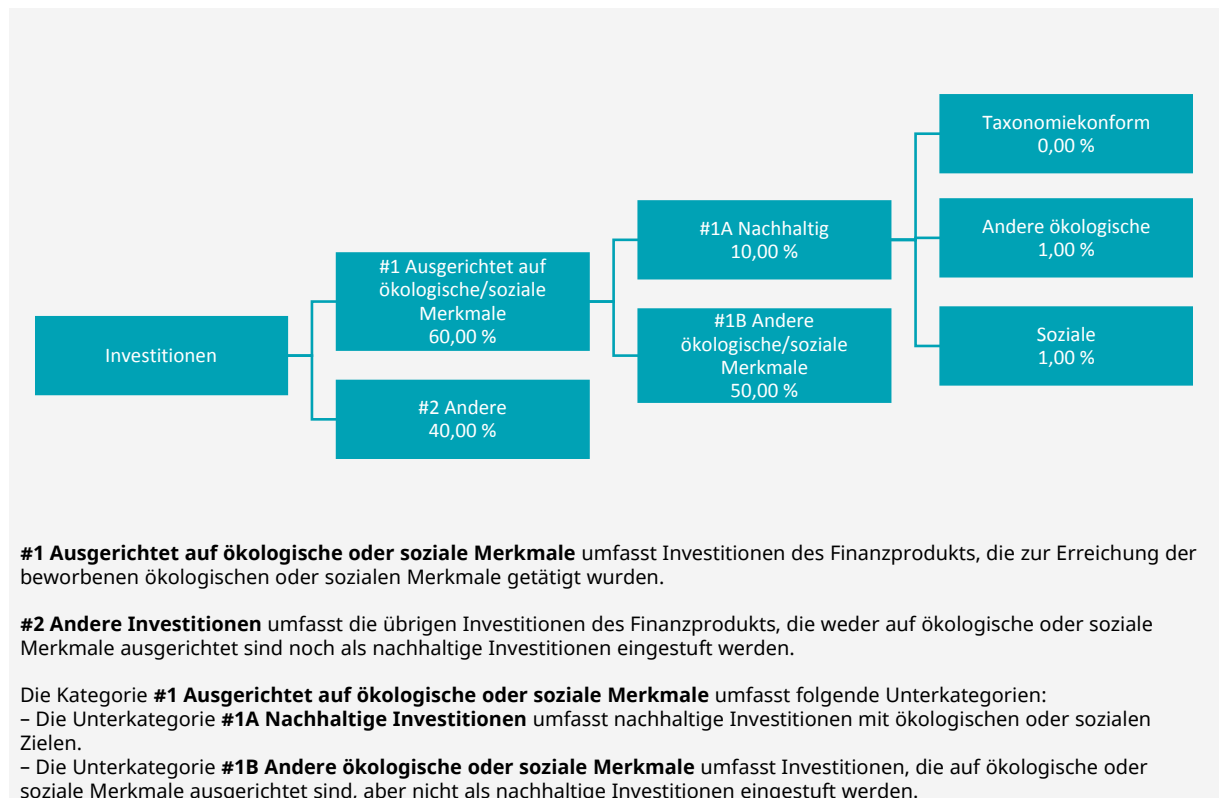 Taxonomiekonform
0,00 %
#1A Nachhaltig
10,00 %
Andere ökologische
1,00 %
#1 Ausgerichtet auf
ökologische/soziale
Merkmale
60,00 %
#1B Andere
ökologische/soziale
Merkmale
50,00 %
Soziale
1,00 %
Investitionen
#2 Andere
40,00 %
#1 Ausgerichtet auf ökologische oder soziale Merkmale umfasst Investitionen des Finanzprodukts, die zur Erreichung der
beworbenen ökologischen oder sozialen Merkmale getätigt wurden.
#2 Andere Investitionen umfasst die übrigen Investitionen des Finanzprodukts, die weder auf ökologische oder soziale
Merkmale ausgerichtet sind noch als nachhaltige Investitionen eingestuft werden.
Die Kategorie #1 Ausgerichtet auf ökologische oder soziale Merkmale umfasst folgende Unterkategorien:
– Die Unterkategorie #1A Nachhaltige Investitionen umfasst nachhaltige Investitionen mit ökologischen oder sozialen
Zielen.
– Die Unterkategorie #1B Andere ökologische oder soziale Merkmale umfasst Investitionen, die auf ökologische oder
soziale Merkmale ausgerichtet sind, aber nicht als nachhaltige Investitionen eingestuft werden.